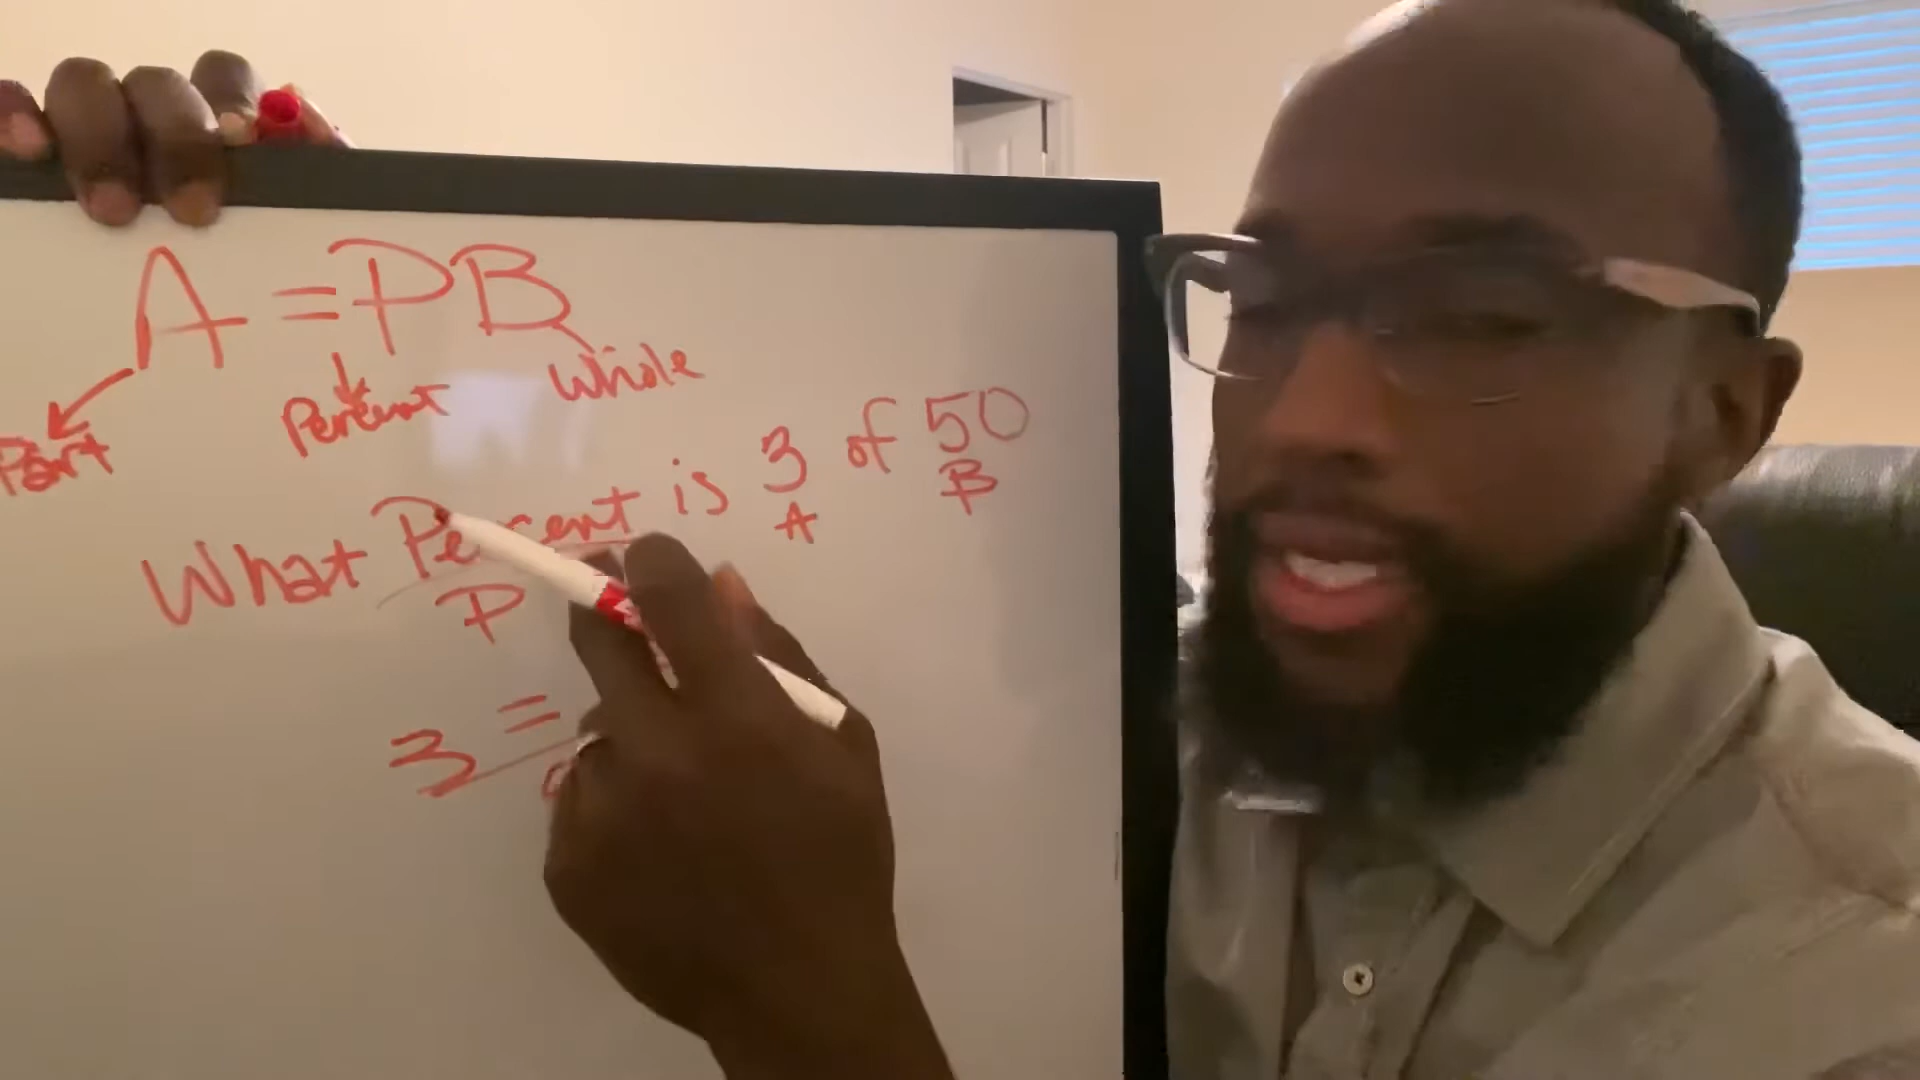 A = PB
Part Percent Whole
What Percent is 3 of 50
P A B
3 =